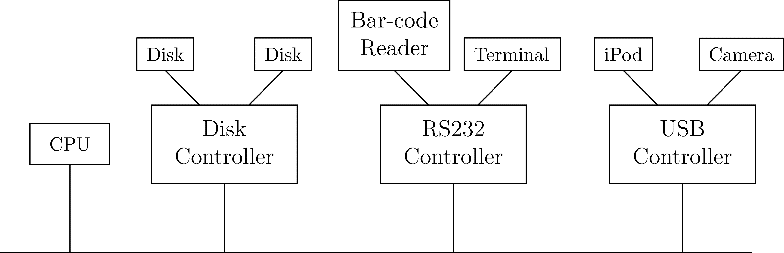 Bar-code
Reader
Disk
Disk
Terminal
iPod
Camera
CPU
Disk
Controller
RS232
Controller
USB
Controller